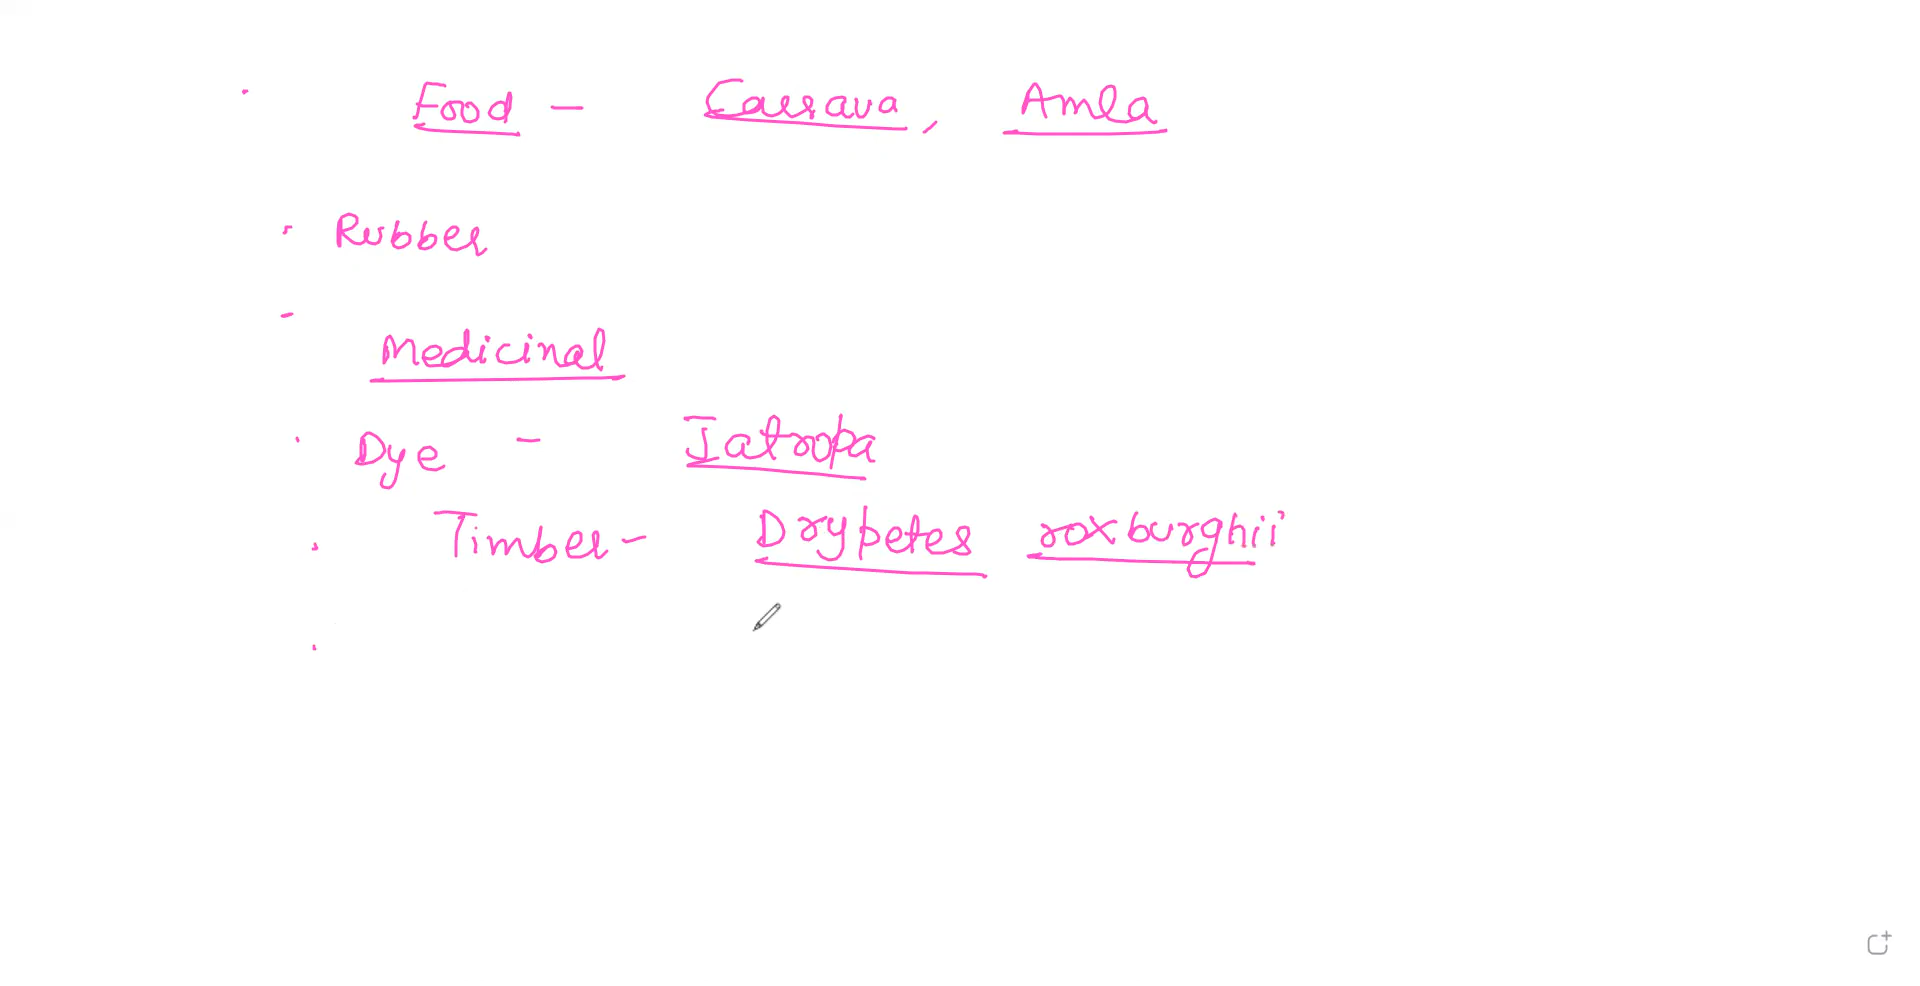 Food - Cassava, Amla
Rubber
Medicinal
Dye - Jatropa
Timber - Drypetes roxburghii